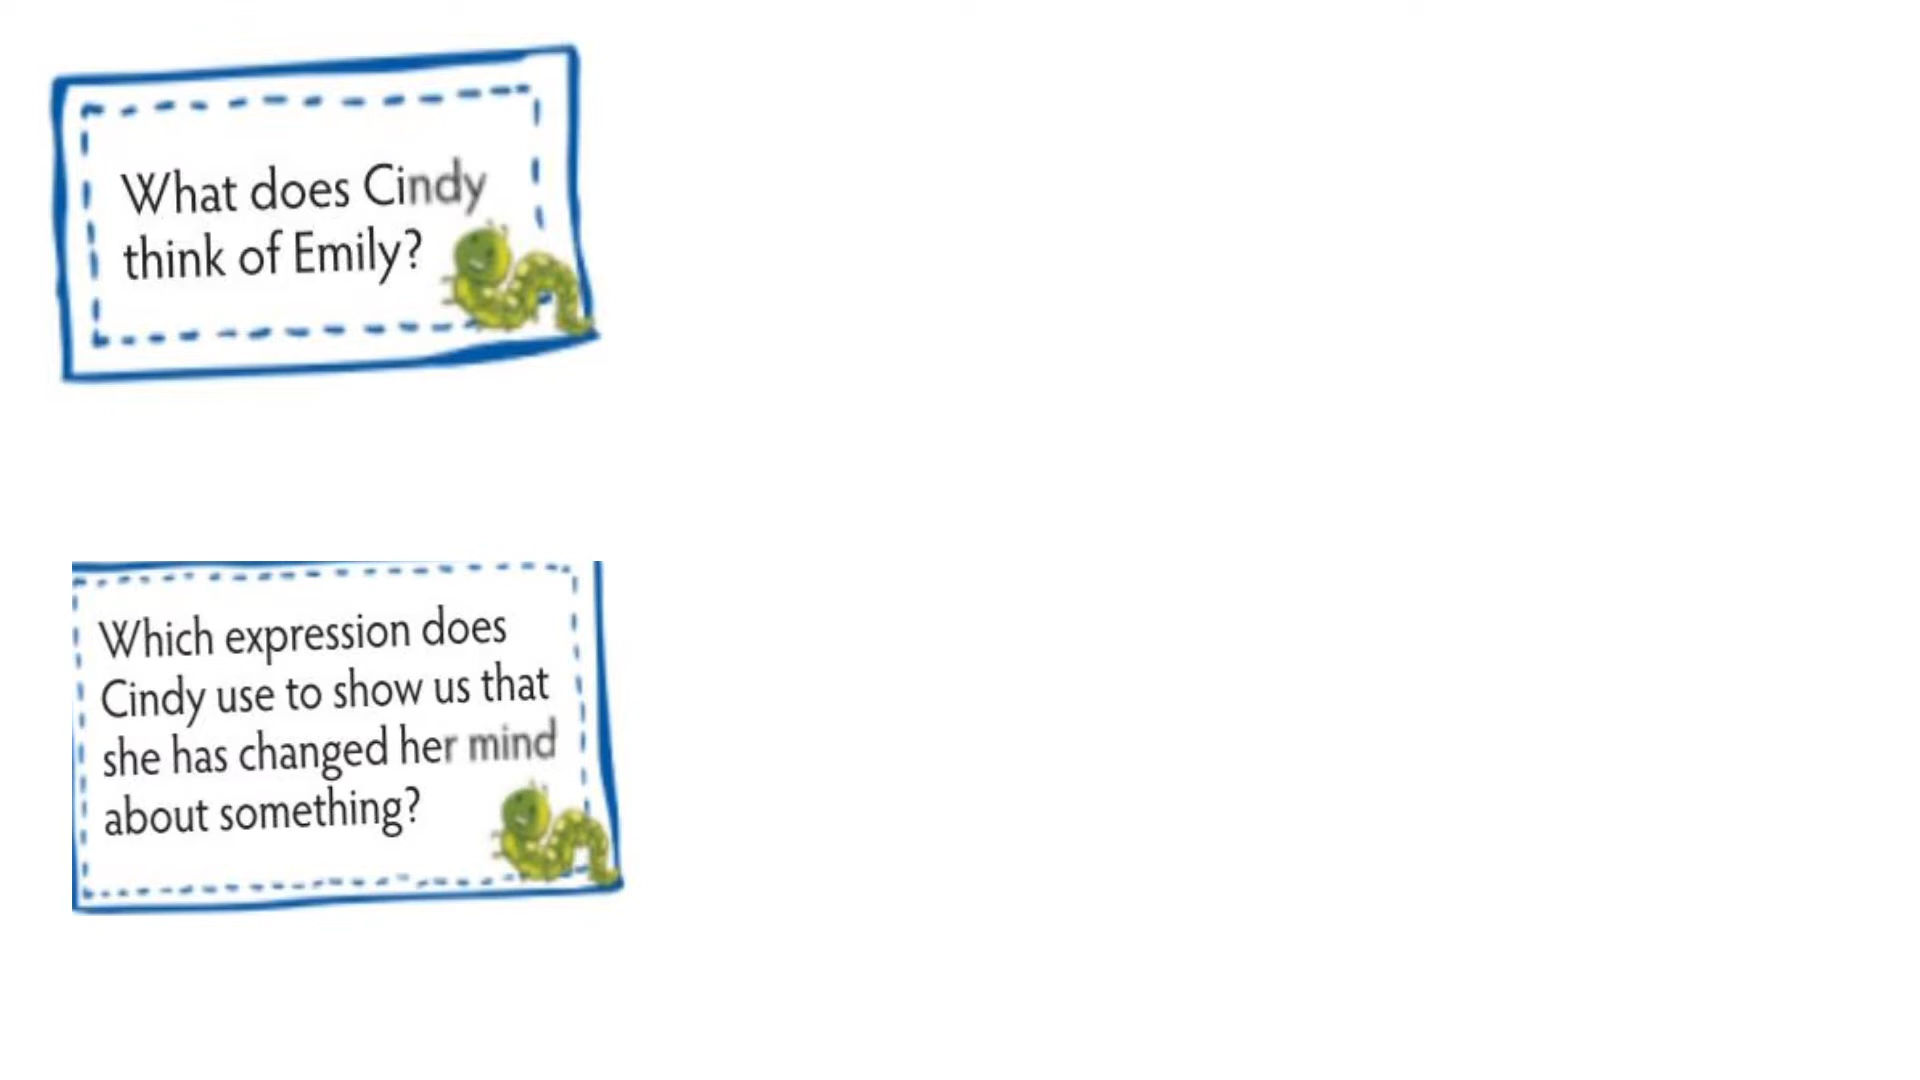 What does Cindy
think of Emily?
Which expression does
Cindy use to show us that
she has changed her mind
about something?